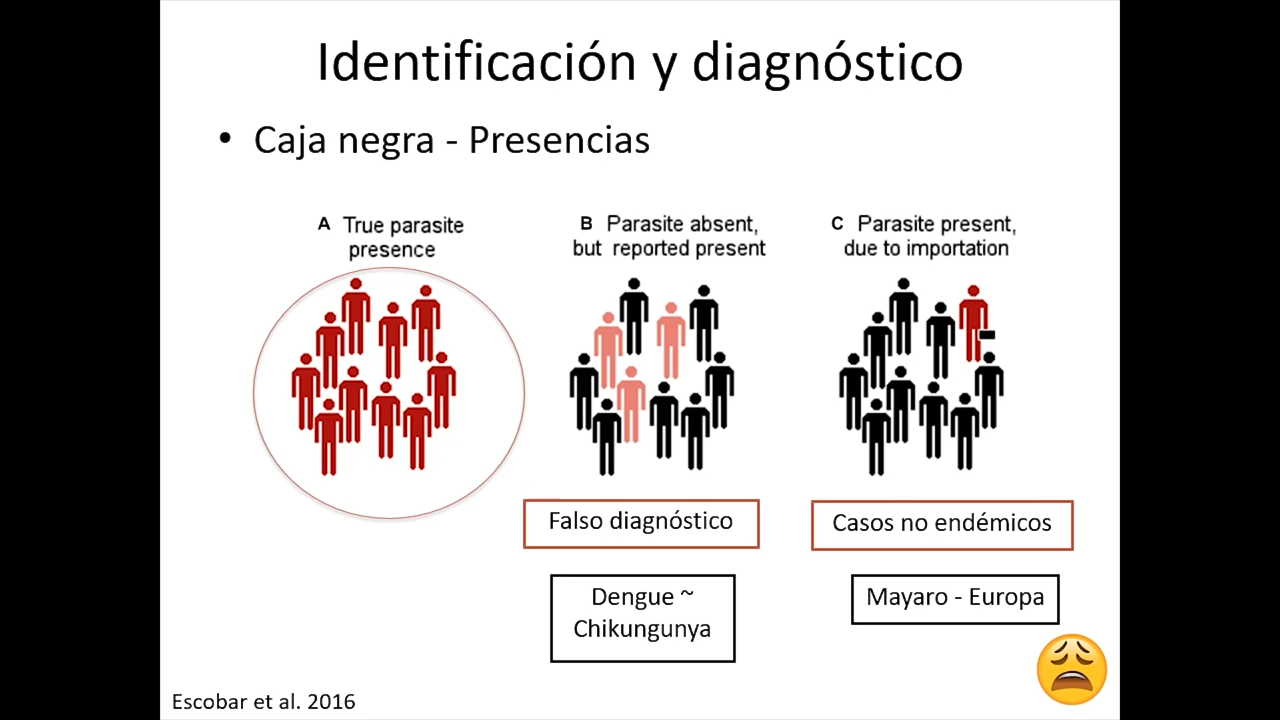 Identificación y diagnóstico
• Caja negra - Presencias
A True parasite
presence
B Parasite absent,
but reported present
C Parasite present,
due to importation
Falso diagnóstico
Casos no endémicos
Dengue ~
Chikungunya
Mayaro - Europa
Escobar et al. 2016